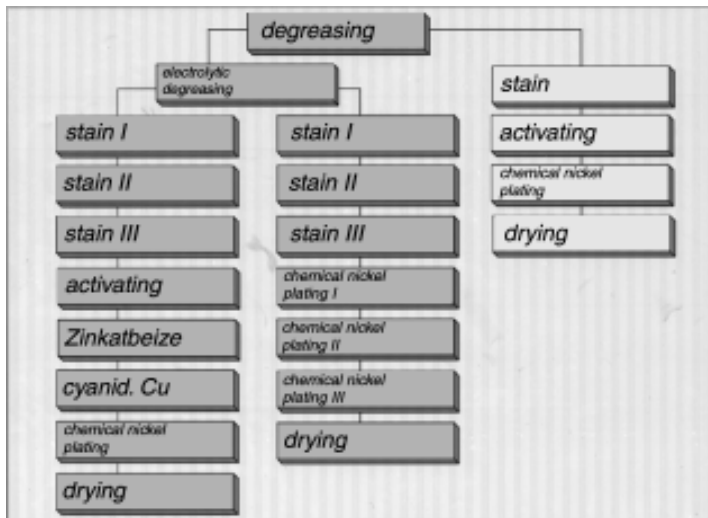 degreasing
electrolytic
degreasing
stain I
stain II
stain III
activating
Zinkatbeize
cyanid. Cu
chemical nickel
plating
drying
stain I
stain II
stain III
chemical nickel
plating I
chemical nickel
plating II
chemical nickel
plating III
drying
stain
activating
chemical nickel
plating
drying